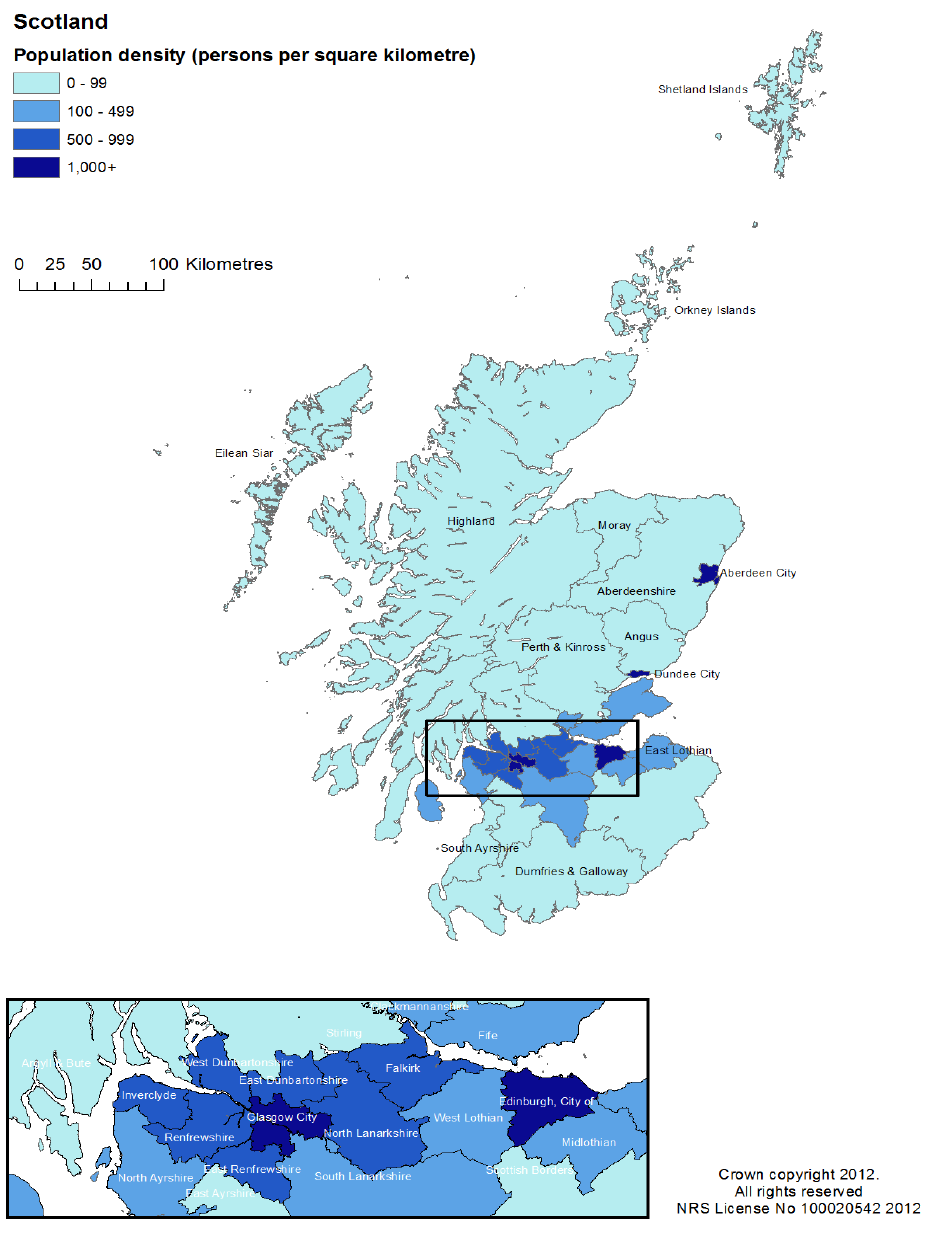 Scotland
Population density (persons per square kilometre)
0 - 99
100 - 499
500 - 999
1,000+
Shetland Islands
0 25 50 100 Kilometres
Orkney Islands
Eilean Siar
Highland
Moray
Aberdeen City
Aberdeenshire
Angus
Perth & Kinross
Dundee City
East Lothian
South Ayrshire
Dumfries & Galloway
kmannanshire
Stirling
Fife
Argyll & Bute
West Dunbartonshire
Falkirk
East Dunbartonshire
Inverclyde
Edinburgh, City of
Glasgow City
West Lothian
North Lanarkshire
Renfrewshire
Midlothian
East Renfrewshire
Scottish Borders
North Ayrshire
South Lanarkshire
East Ayrshire
Crown copyright 2012.
All rights reserved
NRS License No 100020542 2012